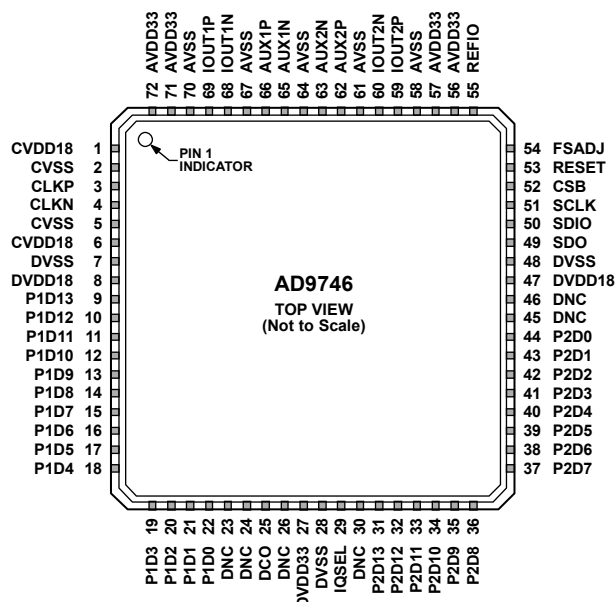 72 AVDD33
71 AVDD33
70 AVSS
69 IOUT1P
68 IOUT1N
67 AVSS
66 AUX1P
65 AUX1N
64 AVSS
63 AUX2N
62 AUX2P
61 AVSS
60 IOUT2N
59 IOUT2P
58 AVSS
57 AVDD33
56 AVDD33
55 REFIO
CVDD18 1
CVSS 2
CLKP 3
CLKN 4
CVSS 5
CVDD18 6
DVSS 7
DVDD18 8
P1D13 9
P1D12 10
P1D11 11
P1D10 12
P1D9 13
P1D8 14
P1D7 15
P1D6 16
P1D5 17
P1D4 18
PIN 1
INDICATOR
AD9746
TOP VIEW
(Not to Scale)
54 FSADJ
53 RESET
52 CSB
51 SCLK
50 SDIO
49 SDO
48 DVSS
47 DVDD18
46 DNC
45 DNC
44 P2D0
43 P2D1
42 P2D2
41 P2D3
40 P2D4
39 P2D5
38 P2D6
37 P2D7
P1D3 19
P1D2 20
P1D1 21
P1D0 22
DNC 23
DNC 24
DCO 25
DNC 26
DVDD33 27
DVSS 28
IQSEL 29
DNC 30
P2D13 31
P2D12 32
P2D11 33
P2D10 34
P2D9 35
P2D8 36